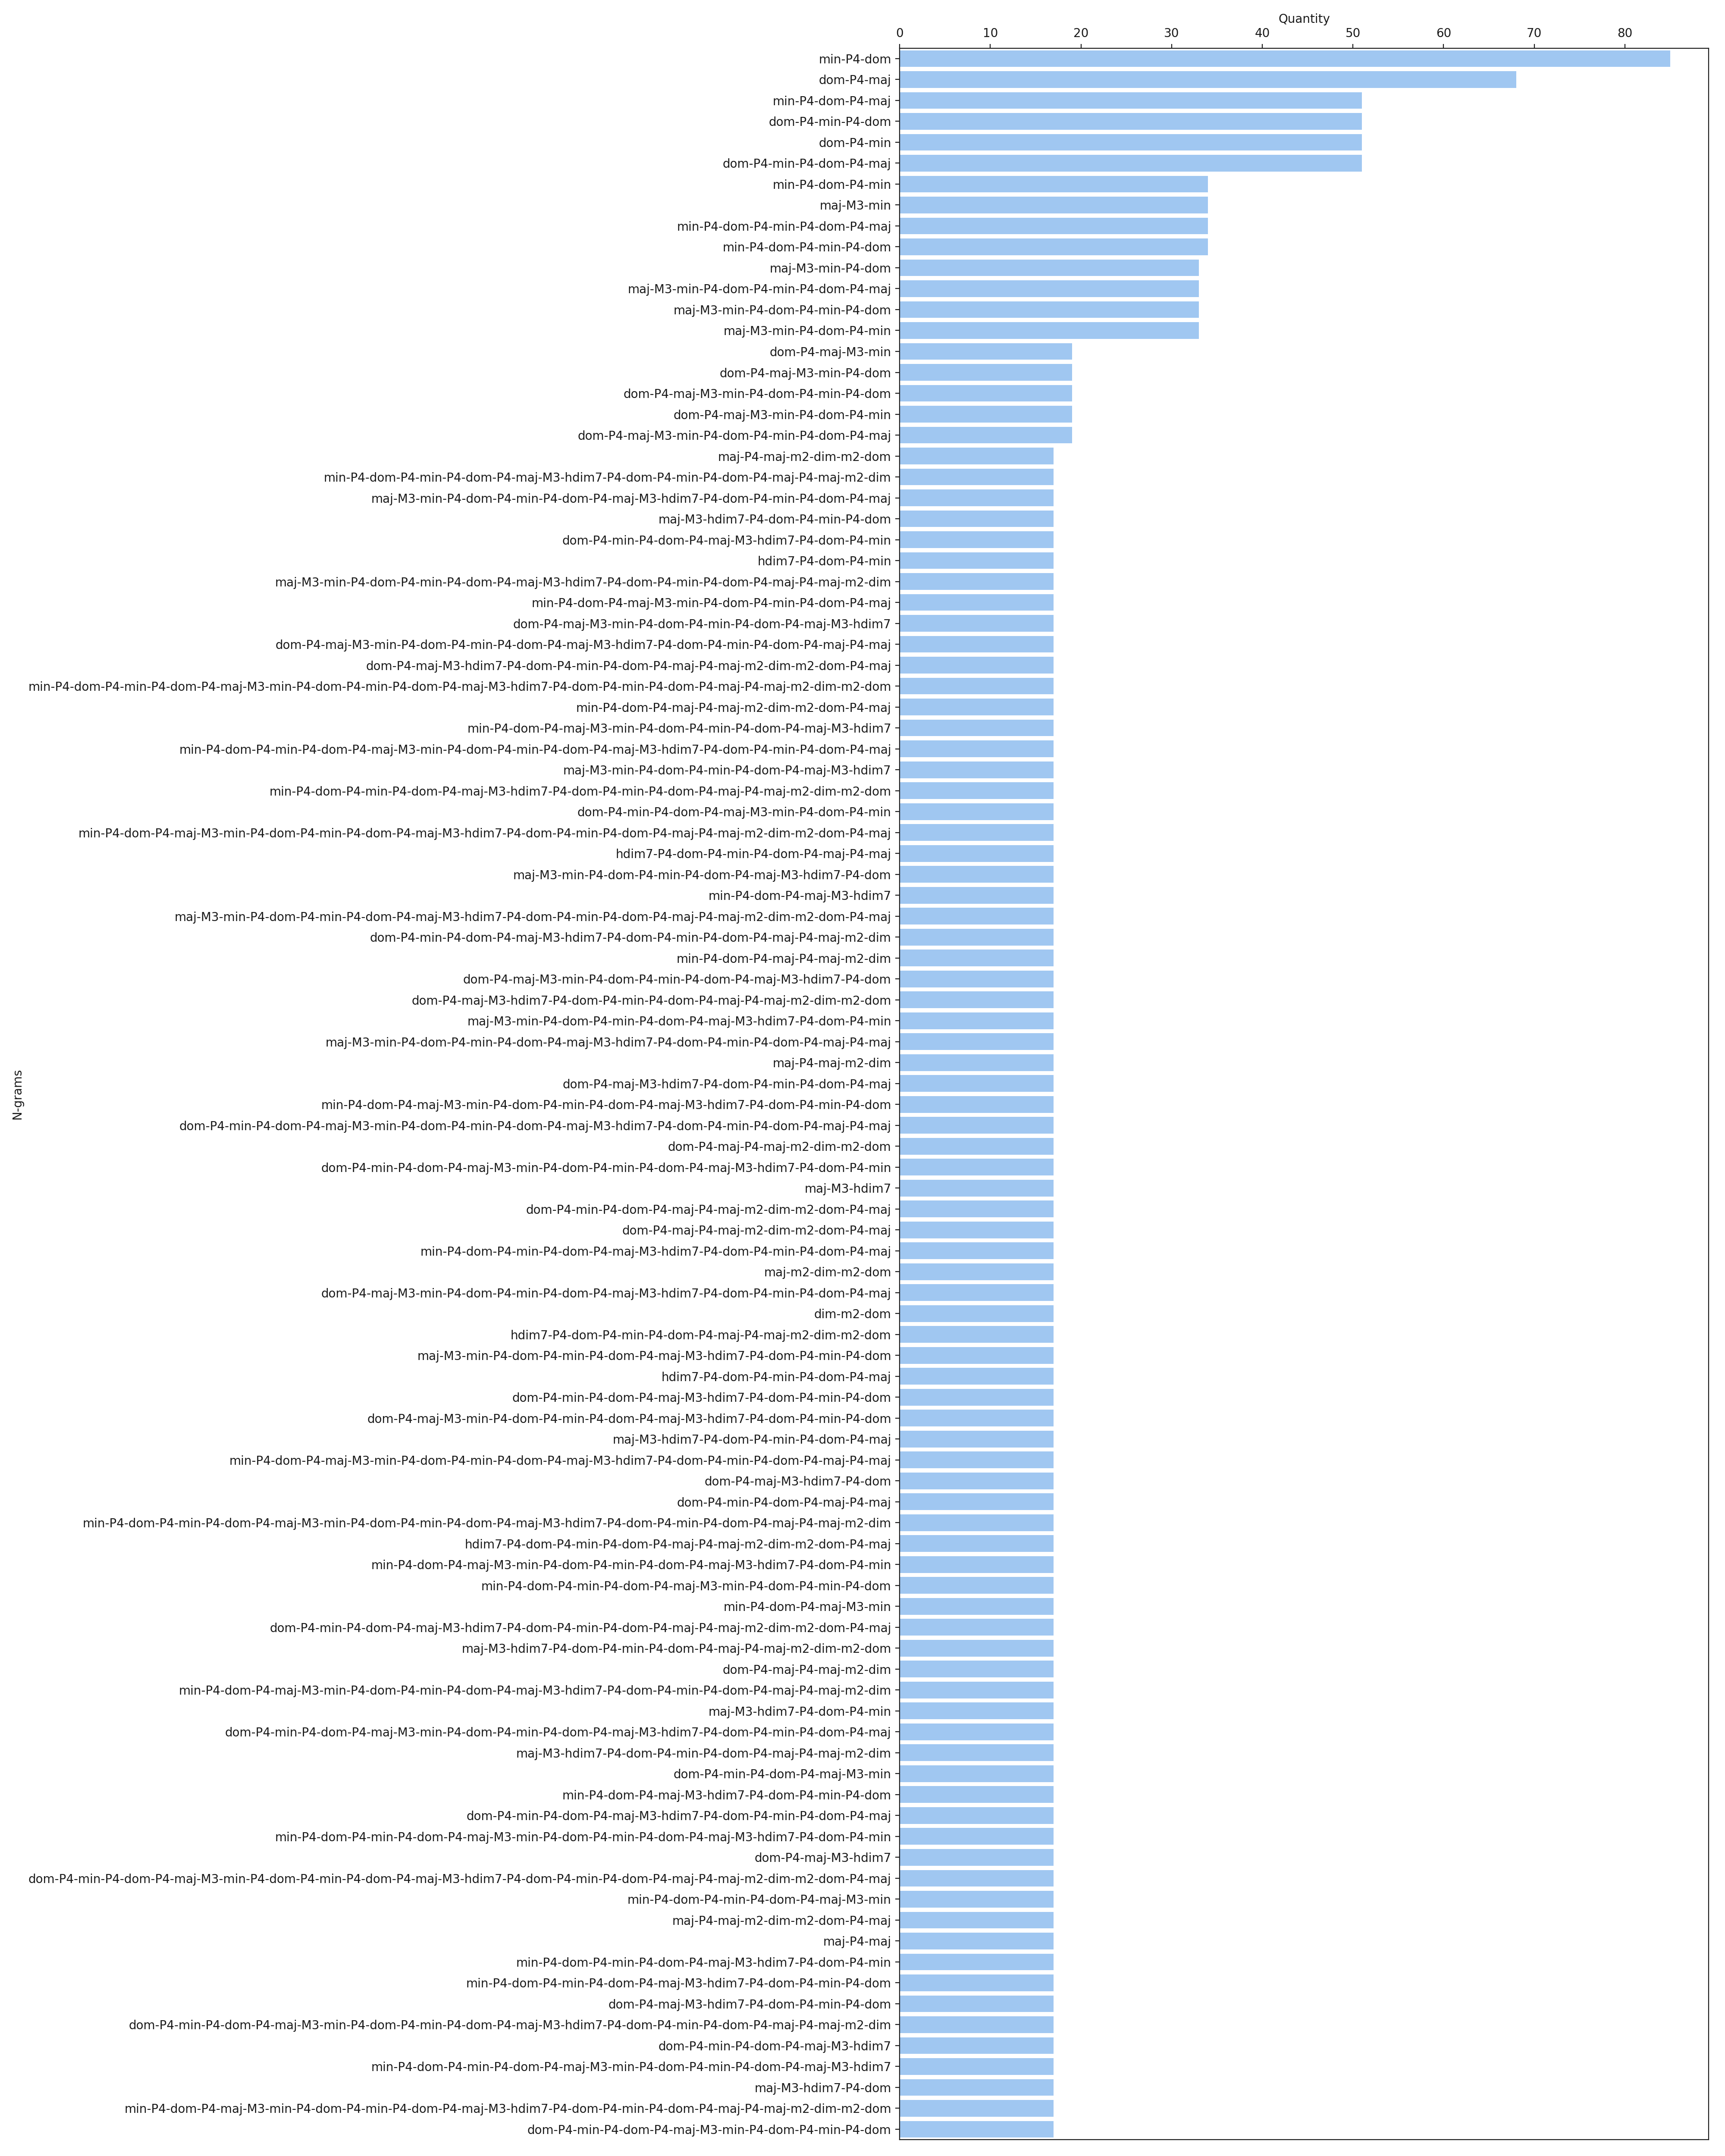 Quantity
0 10 20 30 40 50 60 70 80
min-P4-dom
dom-P4-maj
min-P4-dom-P4-maj
dom-P4-min-P4-dom
dom-P4-min
dom-P4-min-P4-dom-P4-maj
min-P4-dom-P4-min
maj-M3-min
min-P4-dom-P4-min-P4-dom-P4-maj
min-P4-dom-P4-min-P4-dom
maj-M3-min-P4-dom
maj-M3-min-P4-dom-P4-min-P4-dom-P4-maj
maj-M3-min-P4-dom-P4-min-P4-dom
maj-M3-min-P4-dom-P4-min
dom-P4-maj-M3-min
dom-P4-maj-M3-min-P4-dom
dom-P4-maj-M3-min-P4-dom-P4-min-P4-dom
dom-P4-maj-M3-min-P4-dom-P4-min
dom-P4-maj-M3-min-P4-dom-P4-min-P4-dom-P4-maj
maj-P4-maj-m2-dim-m2-dom
min-P4-dom-P4-min-P4-dom-P4-maj-M3-hdim7-P4-dom-P4-min-P4-dom-P4-maj-P4-maj-m2-dim
maj-M3-min-P4-dom-P4-min-P4-dom-P4-maj-M3-hdim7-P4-dom-P4-min-P4-dom-P4-maj
maj-M3-hdim7-P4-dom-P4-min-P4-dom
dom-P4-min-P4-dom-P4-maj-M3-hdim7-P4-dom-P4-min
hdim7-P4-dom-P4-min
maj-M3-min-P4-dom-P4-min-P4-dom-P4-maj-M3-hdim7-P4-dom-P4-min-P4-dom-P4-maj-P4-maj-m2-dim
min-P4-dom-P4-maj-M3-min-P4-dom-P4-min-P4-dom-P4-maj
dom-P4-maj-M3-min-P4-dom-P4-min-P4-dom-P4-maj-M3-hdim7
dom-P4-maj-M3-min-P4-dom-P4-min-P4-dom-P4-maj-M3-hdim7-P4-dom-P4-min-P4-dom-P4-maj-P4-maj
dom-P4-maj-M3-hdim7-P4-dom-P4-min-P4-dom-P4-maj-P4-maj-m2-dim-m2-dom-P4-maj
min-P4-dom-P4-min-P4-dom-P4-maj-M3-min-P4-dom-P4-min-P4-dom-P4-maj-M3-hdim7-P4-dom-P4-min-P4-dom-P4-maj-P4-maj-m2-dim-m2-dom
min-P4-dom-P4-maj-P4-maj-m2-dim-m2-dom-P4-maj
min-P4-dom-P4-maj-M3-min-P4-dom-P4-min-P4-dom-P4-maj-M3-hdim7
min-P4-dom-P4-min-P4-dom-P4-maj-M3-min-P4-dom-P4-min-P4-dom-P4-maj-M3-hdim7-P4-dom-P4-min-P4-dom-P4-maj
maj-M3-min-P4-dom-P4-min-P4-dom-P4-maj-M3-hdim7
min-P4-dom-P4-min-P4-dom-P4-maj-M3-hdim7-P4-dom-P4-min-P4-dom-P4-maj-P4-maj-m2-dim-m2-dom
dom-P4-min-P4-dom-P4-maj-M3-min-P4-dom-P4-min
min-P4-dom-P4-maj-M3-min-P4-dom-P4-min-P4-dom-P4-maj-M3-hdim7-P4-dom-P4-min-P4-dom-P4-maj-P4-maj-m2-dim-m2-dom-P4-maj
hdim7-P4-dom-P4-min-P4-dom-P4-maj-P4-maj
maj-M3-min-P4-dom-P4-min-P4-dom-P4-maj-M3-hdim7-P4-dom
min-P4-dom-P4-maj-M3-hdim7
maj-M3-min-P4-dom-P4-min-P4-dom-P4-maj-M3-hdim7-P4-dom-P4-min-P4-dom-P4-maj-P4-maj-m2-dim-m2-dom-P4-maj
dom-P4-min-P4-dom-P4-maj-M3-hdim7-P4-dom-P4-min-P4-dom-P4-maj-P4-maj-m2-dim
min-P4-dom-P4-maj-P4-maj-m2-dim
dom-P4-maj-M3-min-P4-dom-P4-min-P4-dom-P4-maj-M3-hdim7-P4-dom
dom-P4-maj-M3-hdim7-P4-dom-P4-min-P4-dom-P4-maj-P4-maj-m2-dim-m2-dom
maj-M3-min-P4-dom-P4-min-P4-dom-P4-maj-M3-hdim7-P4-dom-P4-min
maj-M3-min-P4-dom-P4-min-P4-dom-P4-maj-M3-hdim7-P4-dom-P4-min-P4-dom-P4-maj-P4-maj
maj-P4-maj-m2-dim
dom-P4-maj-M3-hdim7-P4-dom-P4-min-P4-dom-P4-maj
min-P4-dom-P4-maj-M3-min-P4-dom-P4-min-P4-dom-P4-maj-M3-hdim7-P4-dom-P4-min-P4-dom
dom-P4-min-P4-dom-P4-maj-M3-min-P4-dom-P4-min-P4-dom-P4-maj-M3-hdim7-P4-dom-P4-min-P4-dom-P4-maj-P4-maj
dom-P4-maj-P4-maj-m2-dim-m2-dom
dom-P4-min-P4-dom-P4-maj-M3-min-P4-dom-P4-min-P4-dom-P4-maj-M3-hdim7-P4-dom-P4-min
maj-M3-hdim7
dom-P4-min-P4-dom-P4-maj-P4-maj-m2-dim-m2-dom-P4-maj
dom-P4-maj-P4-maj-m2-dim-m2-dom-P4-maj
min-P4-dom-P4-min-P4-dom-P4-maj-M3-hdim7-P4-dom-P4-min-P4-dom-P4-maj
maj-m2-dim-m2-dom
dom-P4-maj-M3-min-P4-dom-P4-min-P4-dom-P4-maj-M3-hdim7-P4-dom-P4-min-P4-dom-P4-maj
dim-m2-dom
hdim7-P4-dom-P4-min-P4-dom-P4-maj-P4-maj-m2-dim-m2-dom
maj-M3-min-P4-dom-P4-min-P4-dom-P4-maj-M3-hdim7-P4-dom-P4-min-P4-dom
hdim7-P4-dom-P4-min-P4-dom-P4-maj
dom-P4-min-P4-dom-P4-maj-M3-hdim7-P4-dom-P4-min-P4-dom
dom-P4-maj-M3-min-P4-dom-P4-min-P4-dom-P4-maj-M3-hdim7-P4-dom-P4-min-P4-dom
maj-M3-hdim7-P4-dom-P4-min-P4-dom-P4-maj
min-P4-dom-P4-maj-M3-min-P4-dom-P4-min-P4-dom-P4-maj-M3-hdim7-P4-dom-P4-min-P4-dom-P4-maj-P4-maj
dom-P4-maj-M3-hdim7-P4-dom
dom-P4-min-P4-dom-P4-maj-P4-maj
min-P4-dom-P4-min-P4-dom-P4-maj-M3-min-P4-dom-P4-min-P4-dom-P4-maj-M3-hdim7-P4-dom-P4-min-P4-dom-P4-maj-P4-maj-m2-dim
hdim7-P4-dom-P4-min-P4-dom-P4-maj-P4-maj-m2-dim-m2-dom-P4-maj
min-P4-dom-P4-maj-M3-min-P4-dom-P4-min-P4-dom-P4-maj-M3-hdim7-P4-dom-P4-min
min-P4-dom-P4-min-P4-dom-P4-maj-M3-min-P4-dom-P4-min-P4-dom
min-P4-dom-P4-maj-M3-min
dom-P4-min-P4-dom-P4-maj-M3-hdim7-P4-dom-P4-min-P4-dom-P4-maj-P4-maj-m2-dim-m2-dom-P4-maj
maj-M3-hdim7-P4-dom-P4-min-P4-dom-P4-maj-P4-maj-m2-dim-m2-dom
dom-P4-maj-P4-maj-m2-dim
min-P4-dom-P4-maj-M3-min-P4-dom-P4-min-P4-dom-P4-maj-M3-hdim7-P4-dom-P4-min-P4-dom-P4-maj-P4-maj-m2-dim
maj-M3-hdim7-P4-dom-P4-min
dom-P4-min-P4-dom-P4-maj-M3-min-P4-dom-P4-min-P4-dom-P4-maj-M3-hdim7-P4-dom-P4-min-P4-dom-P4-maj
maj-M3-hdim7-P4-dom-P4-min-P4-dom-P4-maj-P4-maj-m2-dim
dom-P4-min-P4-dom-P4-maj-M3-min
min-P4-dom-P4-maj-M3-hdim7-P4-dom-P4-min-P4-dom
dom-P4-min-P4-dom-P4-maj-M3-hdim7-P4-dom-P4-min-P4-dom-P4-maj
min-P4-dom-P4-min-P4-dom-P4-maj-M3-min-P4-dom-P4-min-P4-dom-P4-maj-M3-hdim7-P4-dom-P4-min
dom-P4-maj-M3-hdim7
dom-P4-min-P4-dom-P4-maj-M3-min-P4-dom-P4-min-P4-dom-P4-maj-M3-hdim7-P4-dom-P4-min-P4-dom-P4-maj-P4-maj-m2-dim-m2-dom-P4-maj
min-P4-dom-P4-min-P4-dom-P4-maj-M3-min
maj-P4-maj-m2-dim-m2-dom-P4-maj
maj-P4-maj
min-P4-dom-P4-min-P4-dom-P4-maj-M3-hdim7-P4-dom-P4-min
min-P4-dom-P4-min-P4-dom-P4-maj-M3-hdim7-P4-dom-P4-min-P4-dom
dom-P4-maj-M3-hdim7-P4-dom-P4-min-P4-dom
dom-P4-min-P4-dom-P4-maj-M3-min-P4-dom-P4-min-P4-dom-P4-maj-M3-hdim7-P4-dom-P4-min-P4-dom-P4-maj-P4-maj-m2-dim
dom-P4-min-P4-dom-P4-maj-M3-hdim7
min-P4-dom-P4-min-P4-dom-P4-maj-M3-min-P4-dom-P4-min-P4-dom-P4-maj-M3-hdim7
maj-M3-hdim7-P4-dom
min-P4-dom-P4-maj-M3-min-P4-dom-P4-min-P4-dom-P4-maj-M3-hdim7-P4-dom-P4-min-P4-dom-P4-maj-P4-maj-m2-dim-m2-dom
dom-P4-min-P4-dom-P4-maj-M3-min-P4-dom-P4-min-P4-dom
N-grams